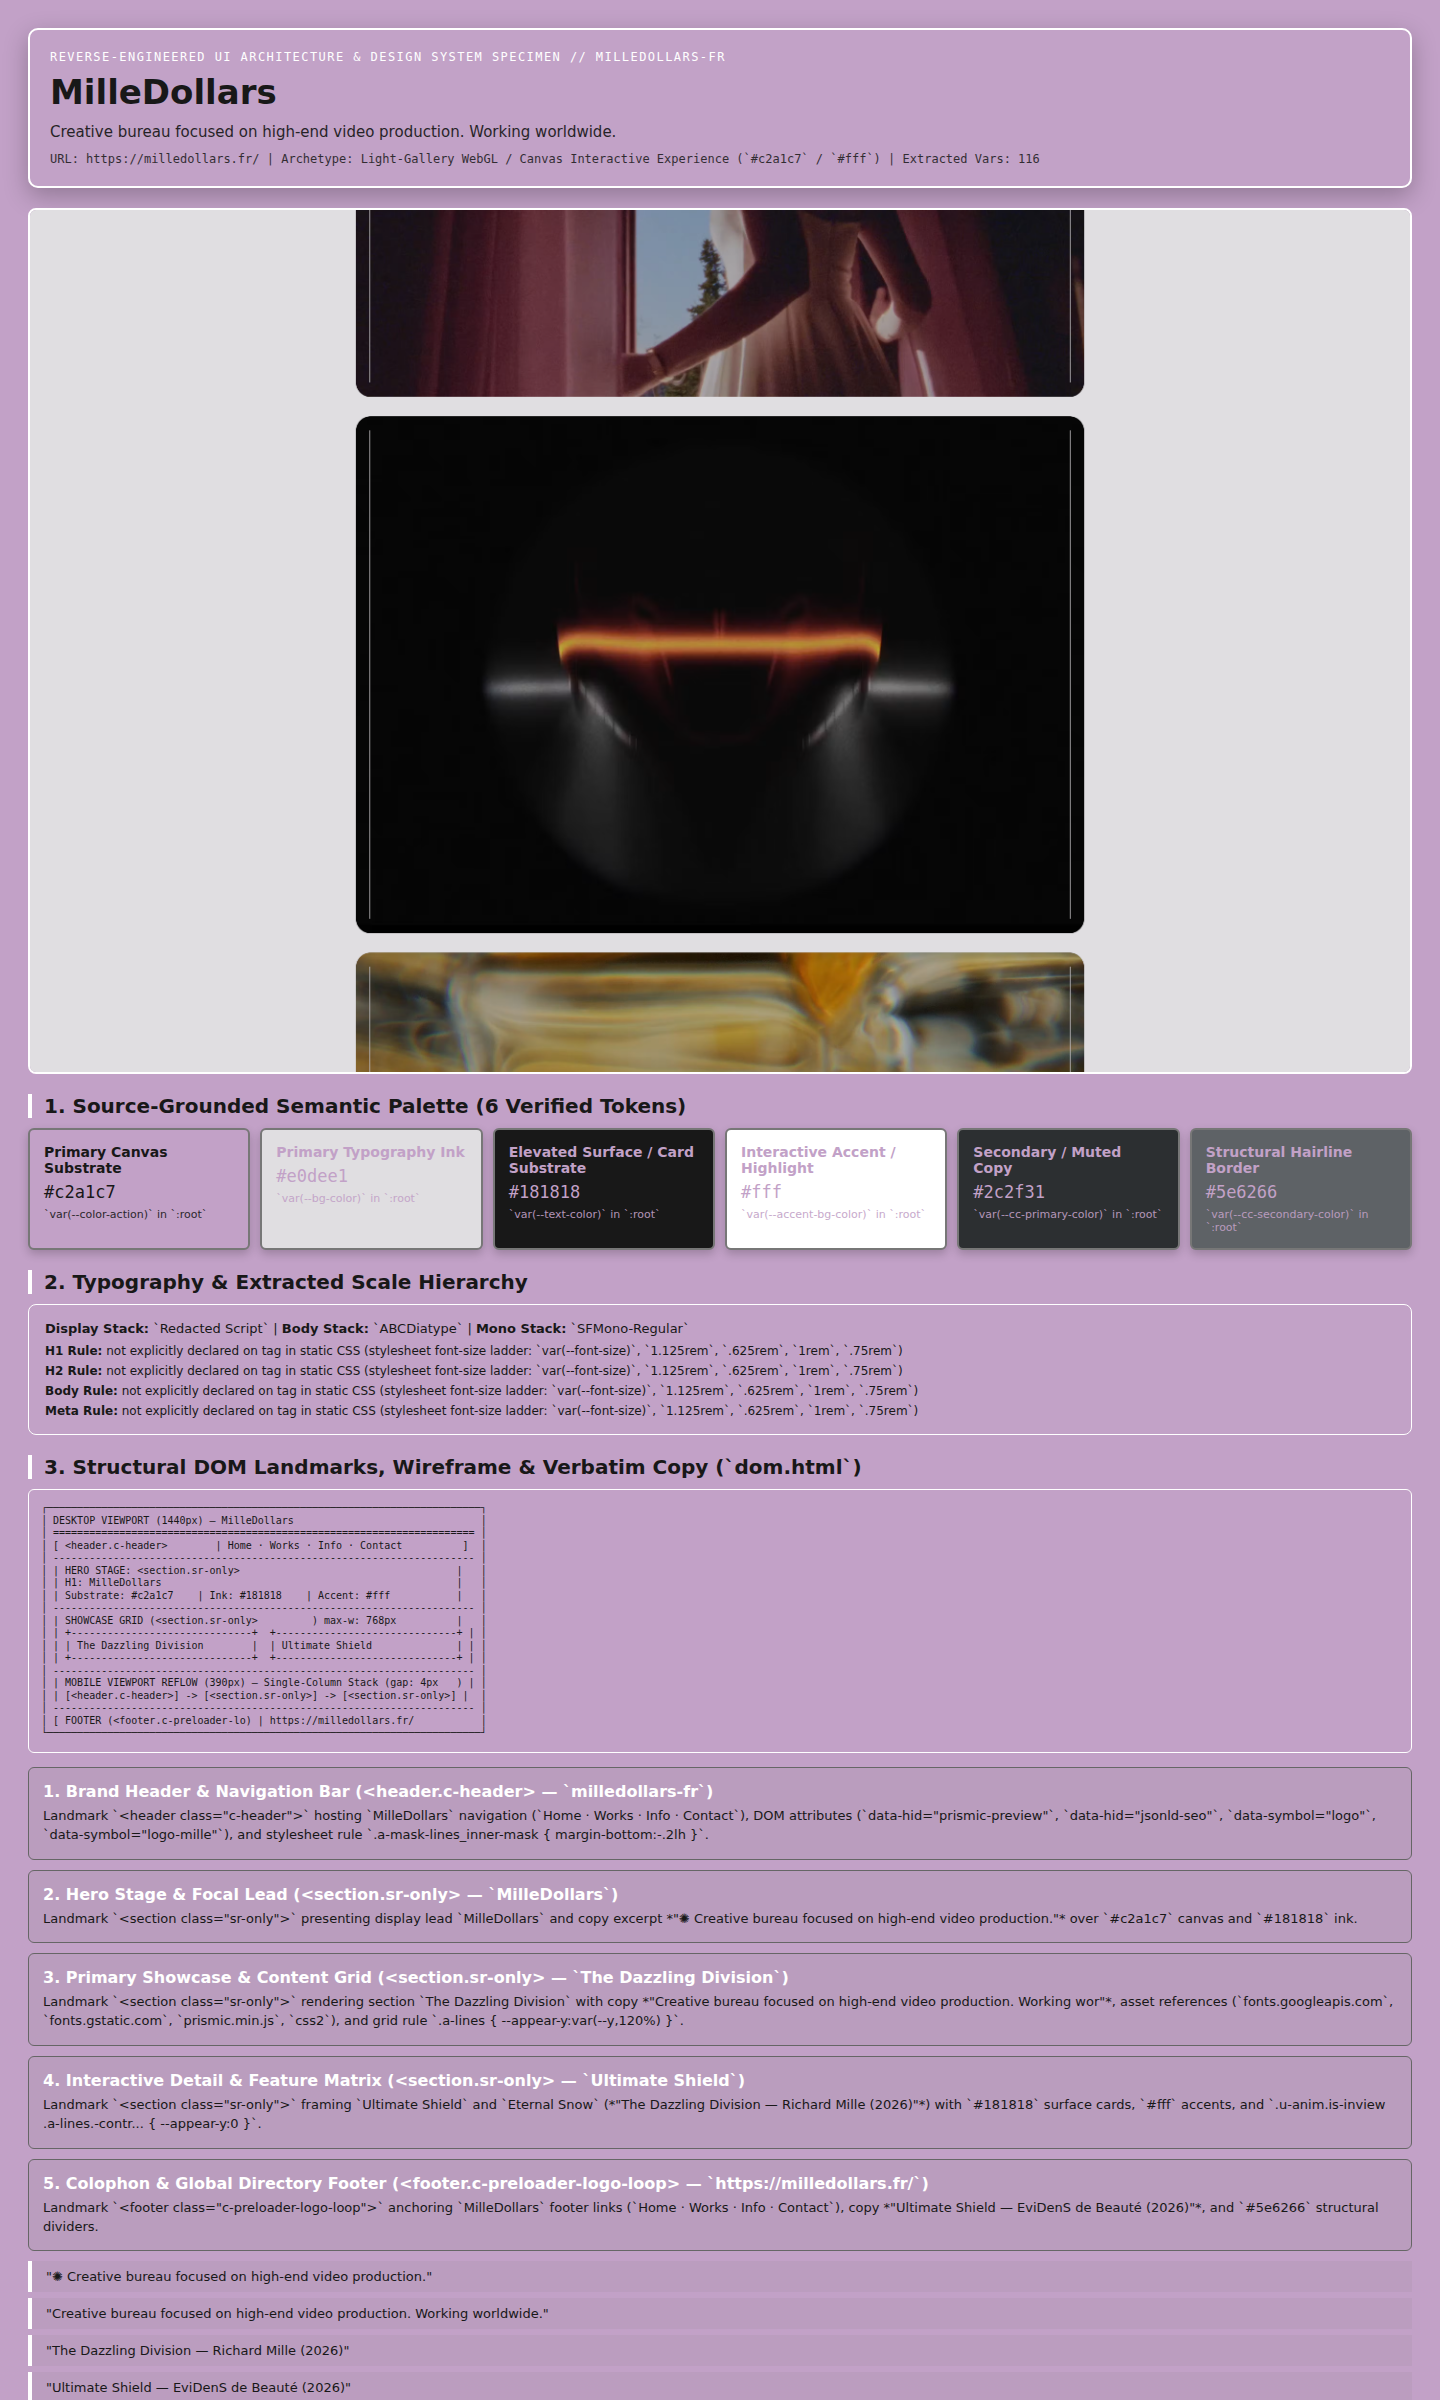 REVERSE-ENGINEERED UI ARCHITECTURE & DESIGN SYSTEM SPECIMEN // MILLEDOLLARS-FR
MilleDollars
Creative bureau focused on high-end video production. Working worldwide.
URL: https://milledollars.fr/ | Archetype: Light-Gallery WebGL / Canvas Interactive Experience (`#c2a1c7` / `#fff`) | Extracted Vars: 116
1. Source-Grounded Semantic Palette (6 Verified Tokens)
Primary Canvas
Substrate
#c2a1c7
`var(--color-action)` in `:root`
Primary Typography Ink
#e0dee1
`var(--bg-color)` in `:root`
Elevated Surface / Card
Substrate
#181818
`var(--text-color)` in `:root`
Interactive Accent /
Highlight
#fff
`var(--accent-bg-color)` in `:root`
Secondary / Muted
Copy
#2c2f31
`var(--cc-primary-color)` in `:root`
Structural Hairline
Border
#5e6266
`var(--cc-secondary-color)` in
`:root`
2. Typography & Extracted Scale Hierarchy
Display Stack: `Redacted Script` | Body Stack: `ABCDiatype` | Mono Stack: `SFMono-Regular`
H1 Rule: not explicitly declared on tag in static CSS (stylesheet font-size ladder: `var(--font-size)`, `1.125rem`, `.625rem`, `1rem`, `.75rem`)
H2 Rule: not explicitly declared on tag in static CSS (stylesheet font-size ladder: `var(--font-size)`, `1.125rem`, `.625rem`, `1rem`, `.75rem`)
Body Rule: not explicitly declared on tag in static CSS (stylesheet font-size ladder: `var(--font-size)`, `1.125rem`, `.625rem`, `1rem`, `.75rem`)
Meta Rule: not explicitly declared on tag in static CSS (stylesheet font-size ladder: `var(--font-size)`, `1.125rem`, `.625rem`, `1rem`, `.75rem`)
3. Structural DOM Landmarks, Wireframe & Verbatim Copy (`dom.html`)
DESKTOP VIEWPORT (1440px) — MilleDollars
======================================================================
[ <header.c-header> | Home · Works · Info · Contact ]
----------------------------------------------------------------------
| HERO STAGE: <section.sr-only> |
| H1: MilleDollars |
| Substrate: #c2a1c7 | Ink: #181818 | Accent: #fff |
----------------------------------------------------------------------
| SHOWCASE GRID (<section.sr-only> ) max-w: 768px |
| +------------------------------+ +------------------------------+ |
| | The Dazzling Division | | Ultimate Shield | |
| +------------------------------+ +------------------------------+ |
----------------------------------------------------------------------
| MOBILE VIEWPORT REFLOW (390px) — Single-Column Stack (gap: 4px ) |
| [<header.c-header>] -> [<section.sr-only>] -> [<section.sr-only>] |
----------------------------------------------------------------------
[ FOOTER (<footer.c-preloader-lo) | https://milledollars.fr/
1. Brand Header & Navigation Bar (<header.c-header> — `milledollars-fr`)
Landmark `<header class="c-header">` hosting `MilleDollars` navigation (`Home · Works · Info · Contact`), DOM attributes (`data-hid="prismic-preview"`, `data-hid="jsonld-seo"`, `data-symbol="logo"`,
`data-symbol="logo-mille"`), and stylesheet rule `.a-mask-lines_inner-mask { margin-bottom:-.2lh }`.
2. Hero Stage & Focal Lead (<section.sr-only> — `MilleDollars`)
Landmark `<section class="sr-only">` presenting display lead `MilleDollars` and copy excerpt *"✺ Creative bureau focused on high-end video production."* over `#c2a1c7` canvas and `#181818` ink.
3. Primary Showcase & Content Grid (<section.sr-only> — `The Dazzling Division`)
Landmark `<section class="sr-only">` rendering section `The Dazzling Division` with copy *"Creative bureau focused on high-end video production. Working wor"*, asset references (`fonts.googleapis.com`,
`fonts.gstatic.com`, `prismic.min.js`, `css2`), and grid rule `.a-lines { --appear-y:var(--y,120%) }`.
4. Interactive Detail & Feature Matrix (<section.sr-only> — `Ultimate Shield`)
Landmark `<section class="sr-only">` framing `Ultimate Shield` and `Eternal Snow` (*"The Dazzling Division — Richard Mille (2026)"*) with `#181818` surface cards, `#fff` accents, and `.u-anim.is-inview
.a-lines.-contr... { --appear-y:0 }`.
5. Colophon & Global Directory Footer (<footer.c-preloader-logo-loop> — `https://milledollars.fr/`)
Landmark `<footer class="c-preloader-logo-loop">` anchoring `MilleDollars` footer links (`Home · Works · Info · Contact`), copy *"Ultimate Shield — EviDenS de Beauté (2026)"*, and `#5e6266` structural
dividers.
"✺ Creative bureau focused on high-end video production."
"Creative bureau focused on high-end video production. Working worldwide."
"The Dazzling Division — Richard Mille (2026)"
"Ultimate Shield — EviDenS de Beauté (2026)"